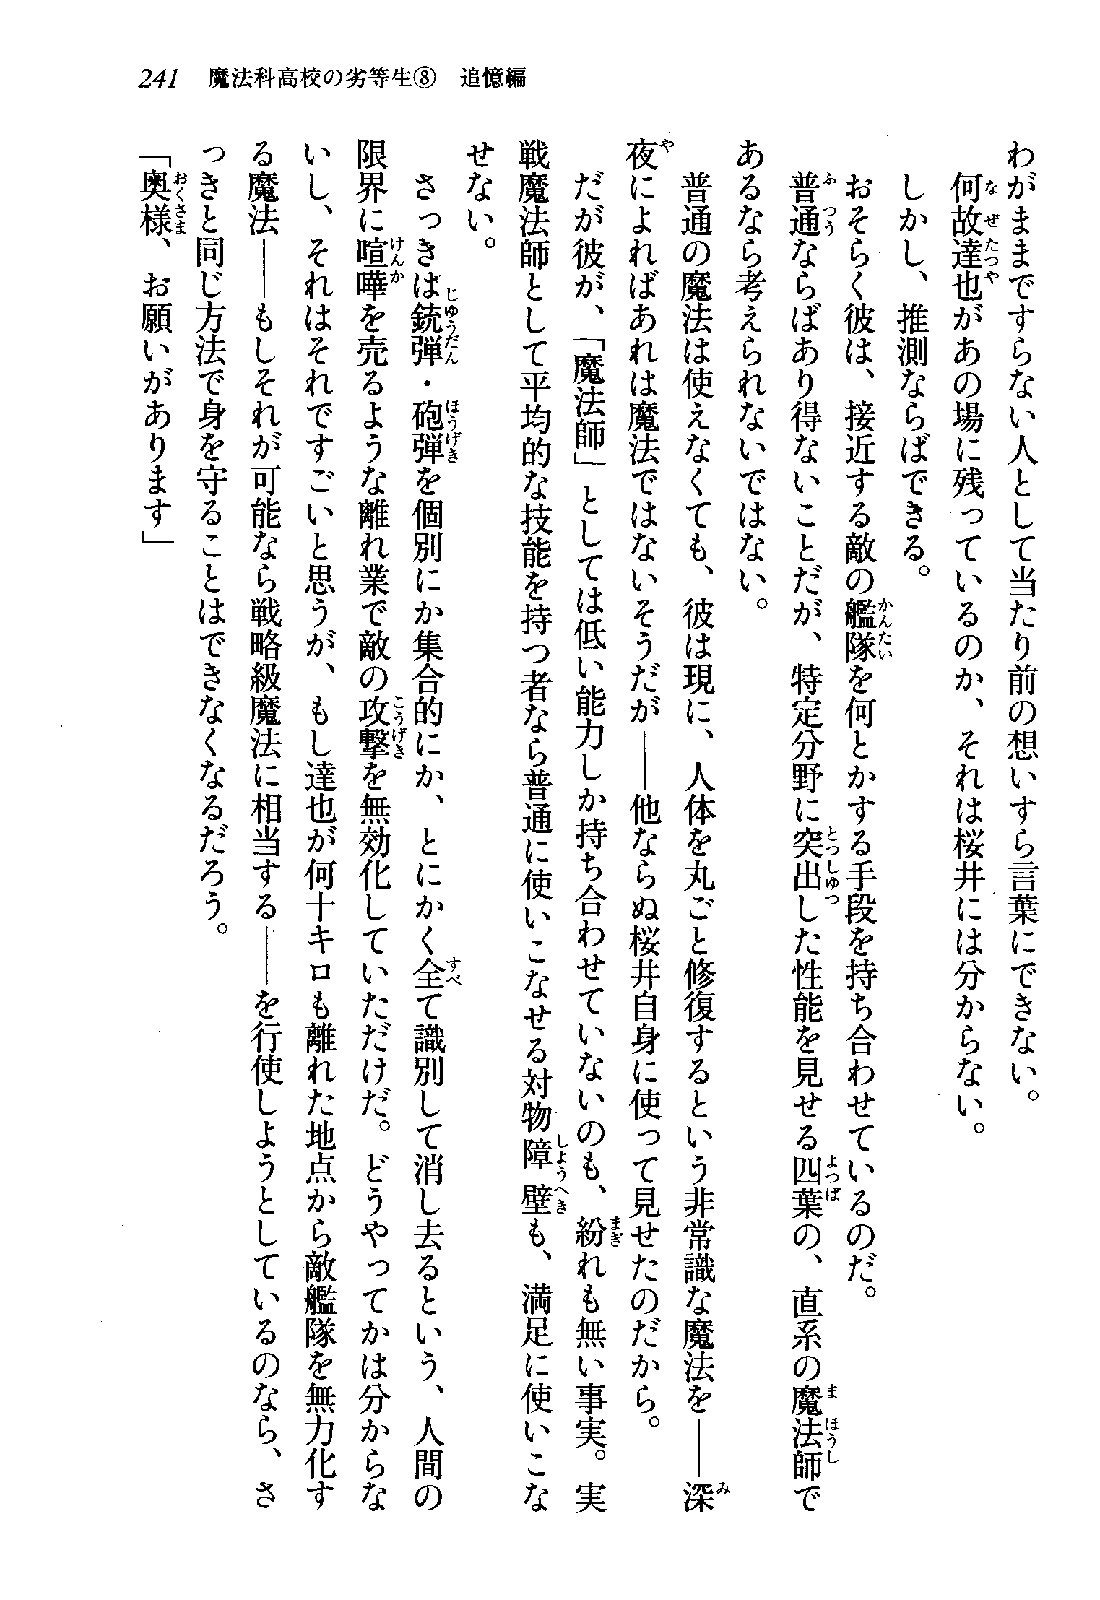 241　魔法科高校の劣等生⑧　追憶編
わがままですらない人として当たり前の想いすら言葉にできない。
何故達也があの場に残っているのか、それは桜井には分からない。
しかし、推測ならばできる。
おそらく彼は、接近する敵の艦隊を何とかする手段を持ち合わせているのだ。
普通ならばあり得ないことだが、特定分野に突出した性能を見せる四葉の、直系の魔法師で
あるなら考えられないではない。
普通の魔法は使えなくても、彼は現に、人体を丸ごと修復するという非常識な魔法を――深
夜によればあれは魔法ではないそうだが――他ならぬ桜井自身に使って見せたのだから。
だが彼が、「魔法師」としては低い能力しか持ち合わせていないのも、紛れも無い事実。実
戦魔法師として平均的な技能を持つ者なら普通に使いこなせる対物障壁も、満足に使いこな
せない。
さっきは銃弾・砲弾を個別にか集合的にか、とにかく全て識別して消し去るという、人間の
限界に喧嘩を売るような離れ業で敵の攻撃を無効化していただけだ。どうやってかは分からな
いし、それはそれですごいと思うが、もし達也が何十キロも離れた地点から敵艦隊を無力化す
る魔法――もしそれが可能なら戦略級魔法に相当する――を行使しようとしているのなら、さ
っきと同じ方法で身を守ることはできなくなるだろう。
「奥様、お願いがあります」